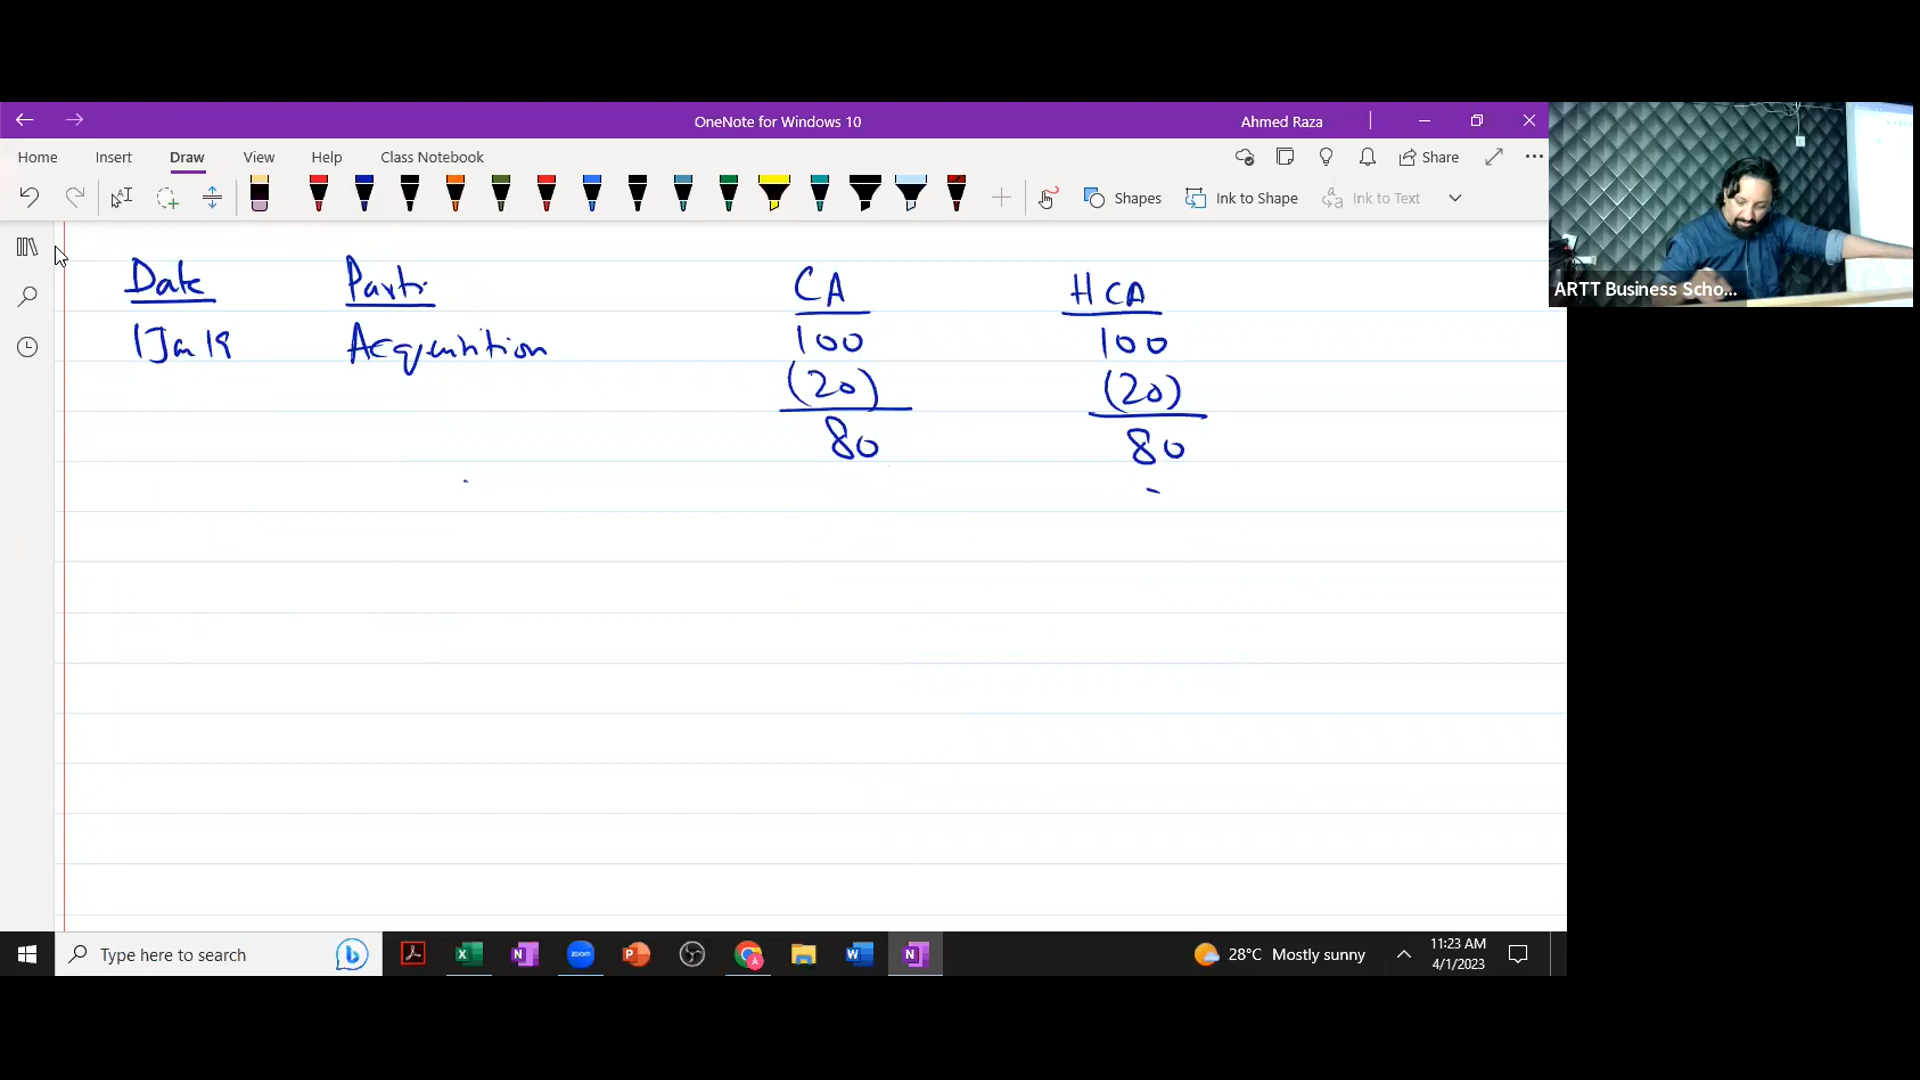 OneNote for Windows 10
Ahmed Raza
Home Insert Draw View Help Class Notebook
Share
Shapes Ink to Shape Ink to Text
ARTT Business Scho...
Date Parti CA HCA
1 Jan 19 Acquisition 100 100
(20) (20)
80 80
Type here to search
zoom
28°C Mostly sunny
11:23 AM
4/1/2023